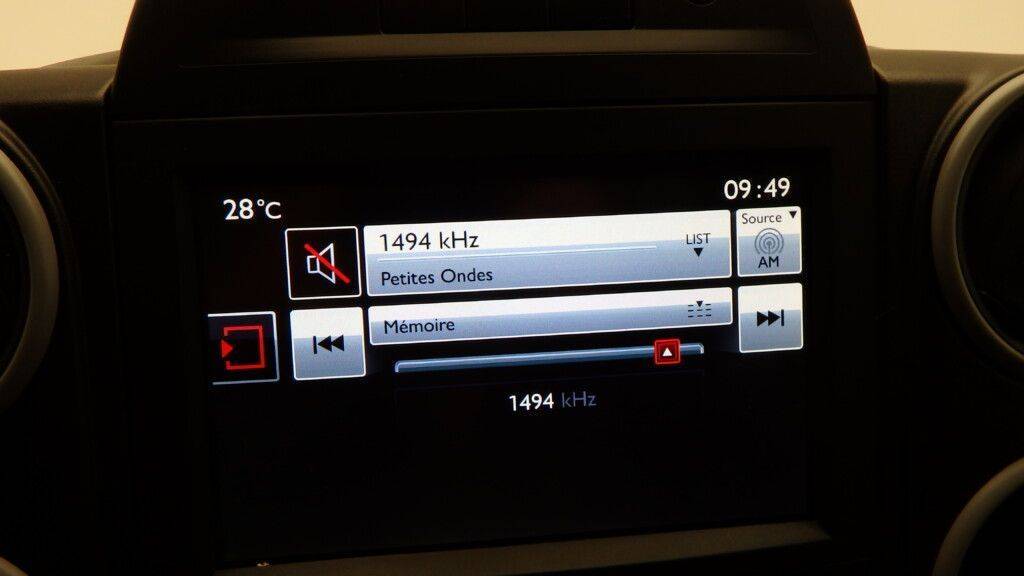 28°C
09:49
1494 kHz
LIST
Petites Ondes
Source
AM
Mémoire
1494 kHz